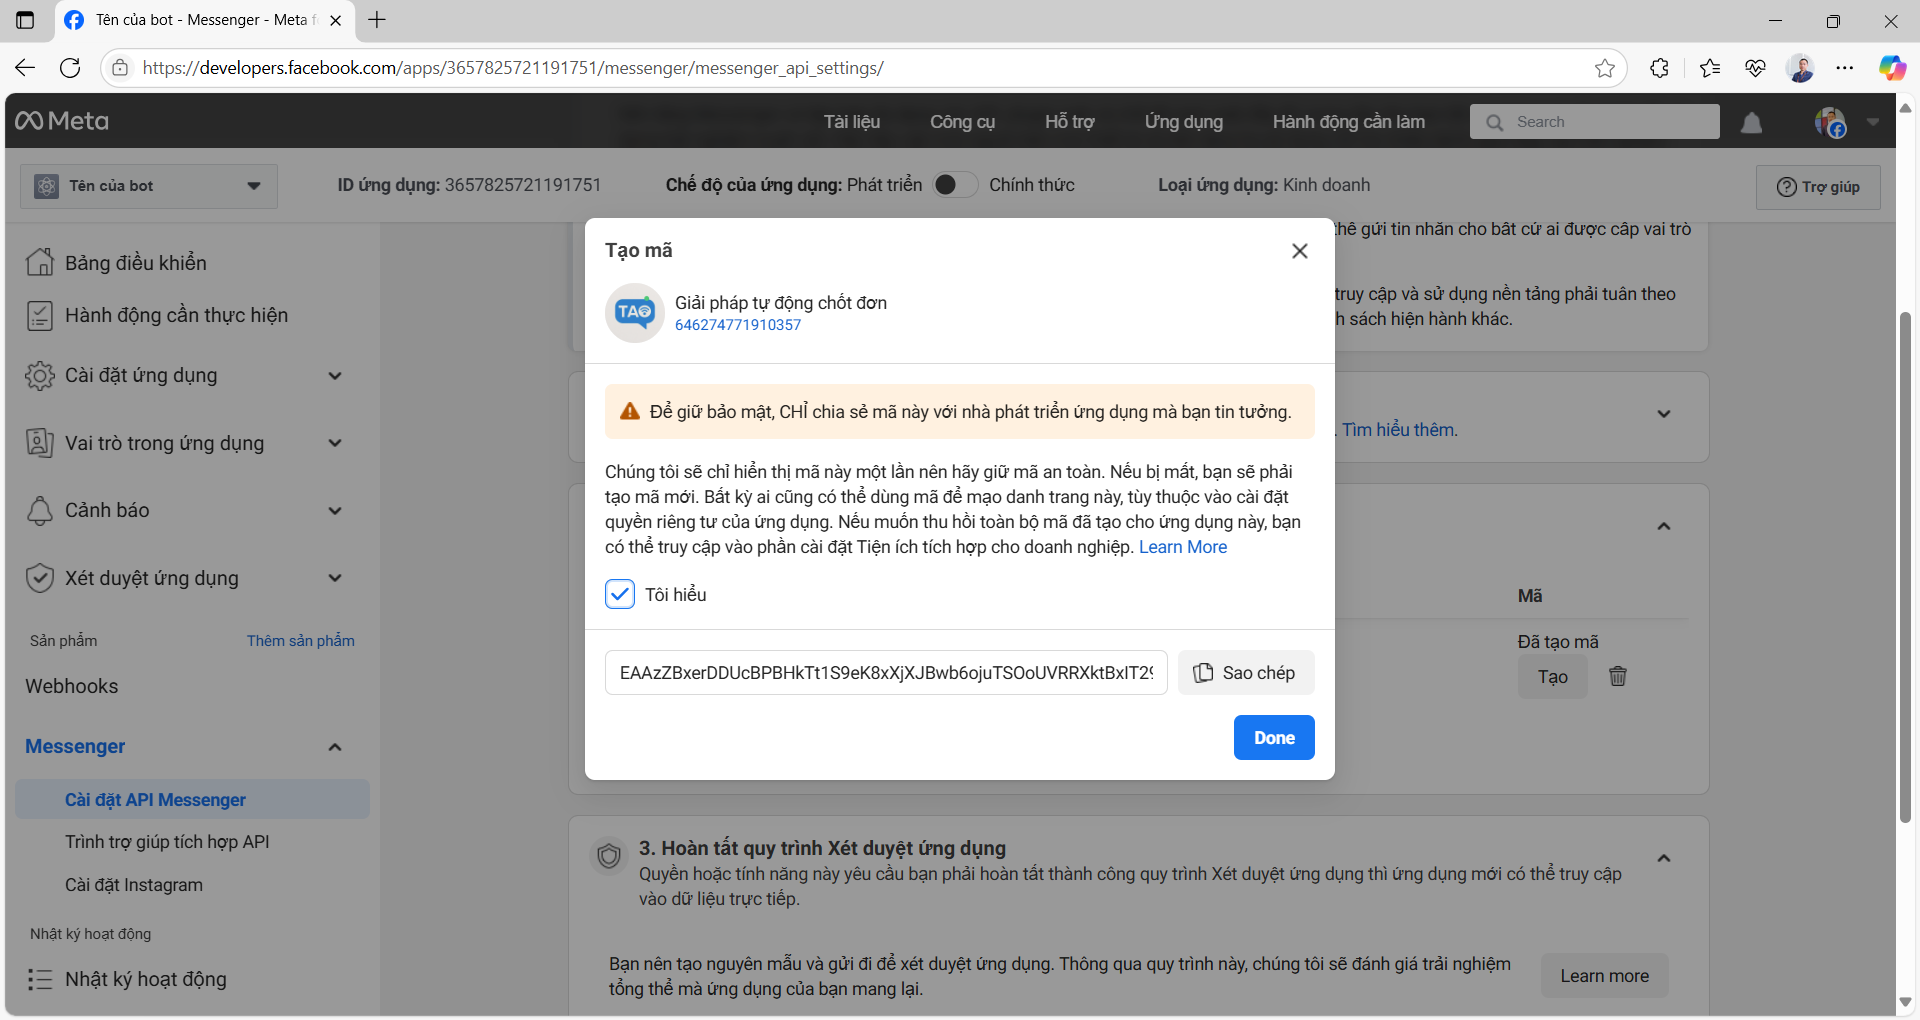 Tên của bot - Messenger - Meta f
https://developers.facebook.com/apps/3657825721191751/messenger/messenger_api_settings/
Meta
Tài liệu
Công cụ
Hỗ trợ
Ứng dụng
Hành động cần làm
Search
Tên của bot
ID ứng dụng: 3657825721191751
Chế độ của ứng dụng: Phát triển
Chính thức
Loại ứng dụng: Kinh doanh
Trợ giúp
Bảng điều khiển
Hành động cần thực hiện
Cài đặt ứng dụng
Vai trò trong ứng dụng
Cảnh báo
Xét duyệt ứng dụng
Sản phẩm
Thêm sản phẩm
Webhooks
Messenger
Cài đặt API Messenger
Trình trợ giúp tích hợp API
Cài đặt Instagram
Nhật ký hoạt động
Nhật ký hoạt động
gửi tin nhắn cho bất cứ ai được cấp vai trò
truy cập và sử dụng nền tảng phải tuân theo
h sách hiện hành khác.
. Tìm hiểu thêm.
Tạo mã
TAO
Giải pháp tự động chốt đơn
646274771910357
Để giữ bảo mật, CHỈ chia sẻ mã này với nhà phát triển ứng dụng mà bạn tin tưởng.
Chúng tôi sẽ chỉ hiển thị mã này một lần nên hãy giữ mã an toàn. Nếu bị mất, bạn sẽ phải
tạo mã mới. Bất kỳ ai cũng có thể dùng mã để mạo danh trang này, tùy thuộc vào cài đặt
quyền riêng tư của ứng dụng. Nếu muốn thu hồi toàn bộ mã đã tạo cho ứng dụng này, bạn
có thể truy cập vào phần cài đặt Tiện ích tích hợp cho doanh nghiệp. Learn More
Tôi hiểu
EAAzZBxerDDUcBPBHkTt1S9eK8xXjXJBwb6ojuTSOoUVRRXktBxIT29
Sao chép
Done
Mã
Đã tạo mã
Tạo
3. Hoàn tất quy trình Xét duyệt ứng dụng
Quyền hoặc tính năng này yêu cầu bạn phải hoàn tất thành công quy trình Xét duyệt ứng dụng thì ứng dụng mới có thể truy cập
vào dữ liệu trực tiếp.
Bạn nên tạo nguyên mẫu và gửi đi để xét duyệt ứng dụng. Thông qua quy trình này, chúng tôi sẽ đánh giá trải nghiệm
tổng thể mà ứng dụng của bạn mang lại.
Learn more